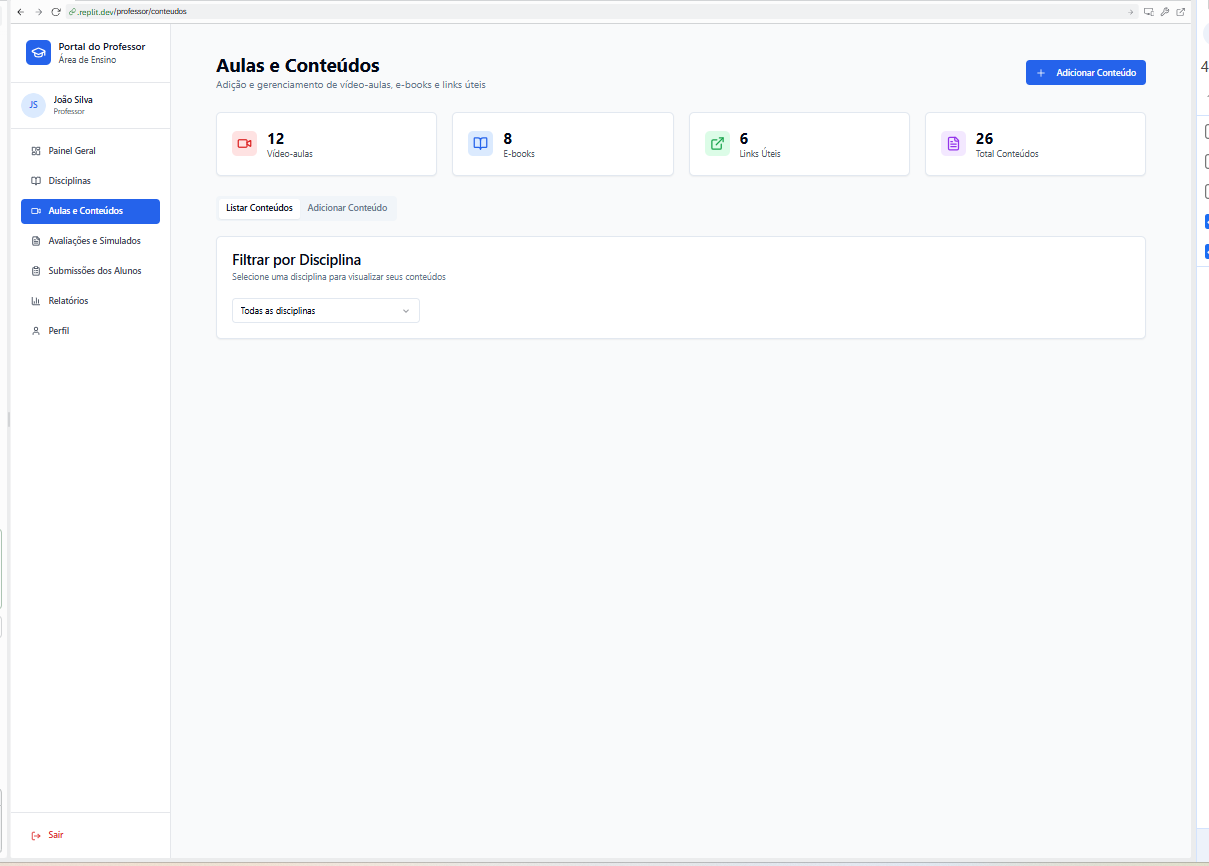 .replit.dev/professor/conteudos
Portal do Professor
Área de Ensino
JS
João Silva
Professor
Painel Geral
Disciplinas
Aulas e Conteúdos
Avaliações e Simulados
Submissões dos Alunos
Relatórios
Perfil
Sair
Aulas e Conteúdos
Adição e gerenciamento de vídeo-aulas, e-books e links úteis
Adicionar Conteúdo
12
Vídeo-aulas
8
E-books
6
Links Úteis
26
Total Conteúdos
Listar Conteúdos
Adicionar Conteúdo
Filtrar por Disciplina
Selecione uma disciplina para visualizar seus conteúdos
Todas as disciplinas
4